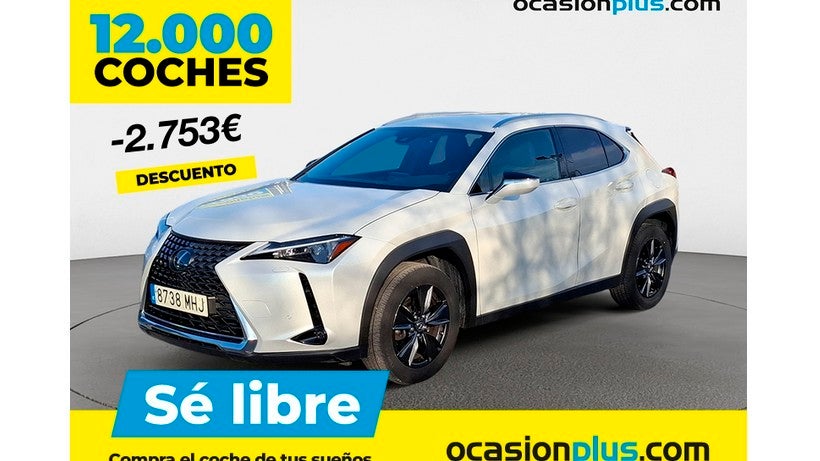 ocasionplus.com
12.000
COCHES
-2.753€
DESCUENTO
8738 MHJ
Sé libre
Compra el coche de tus sueños
ocasionplus.com